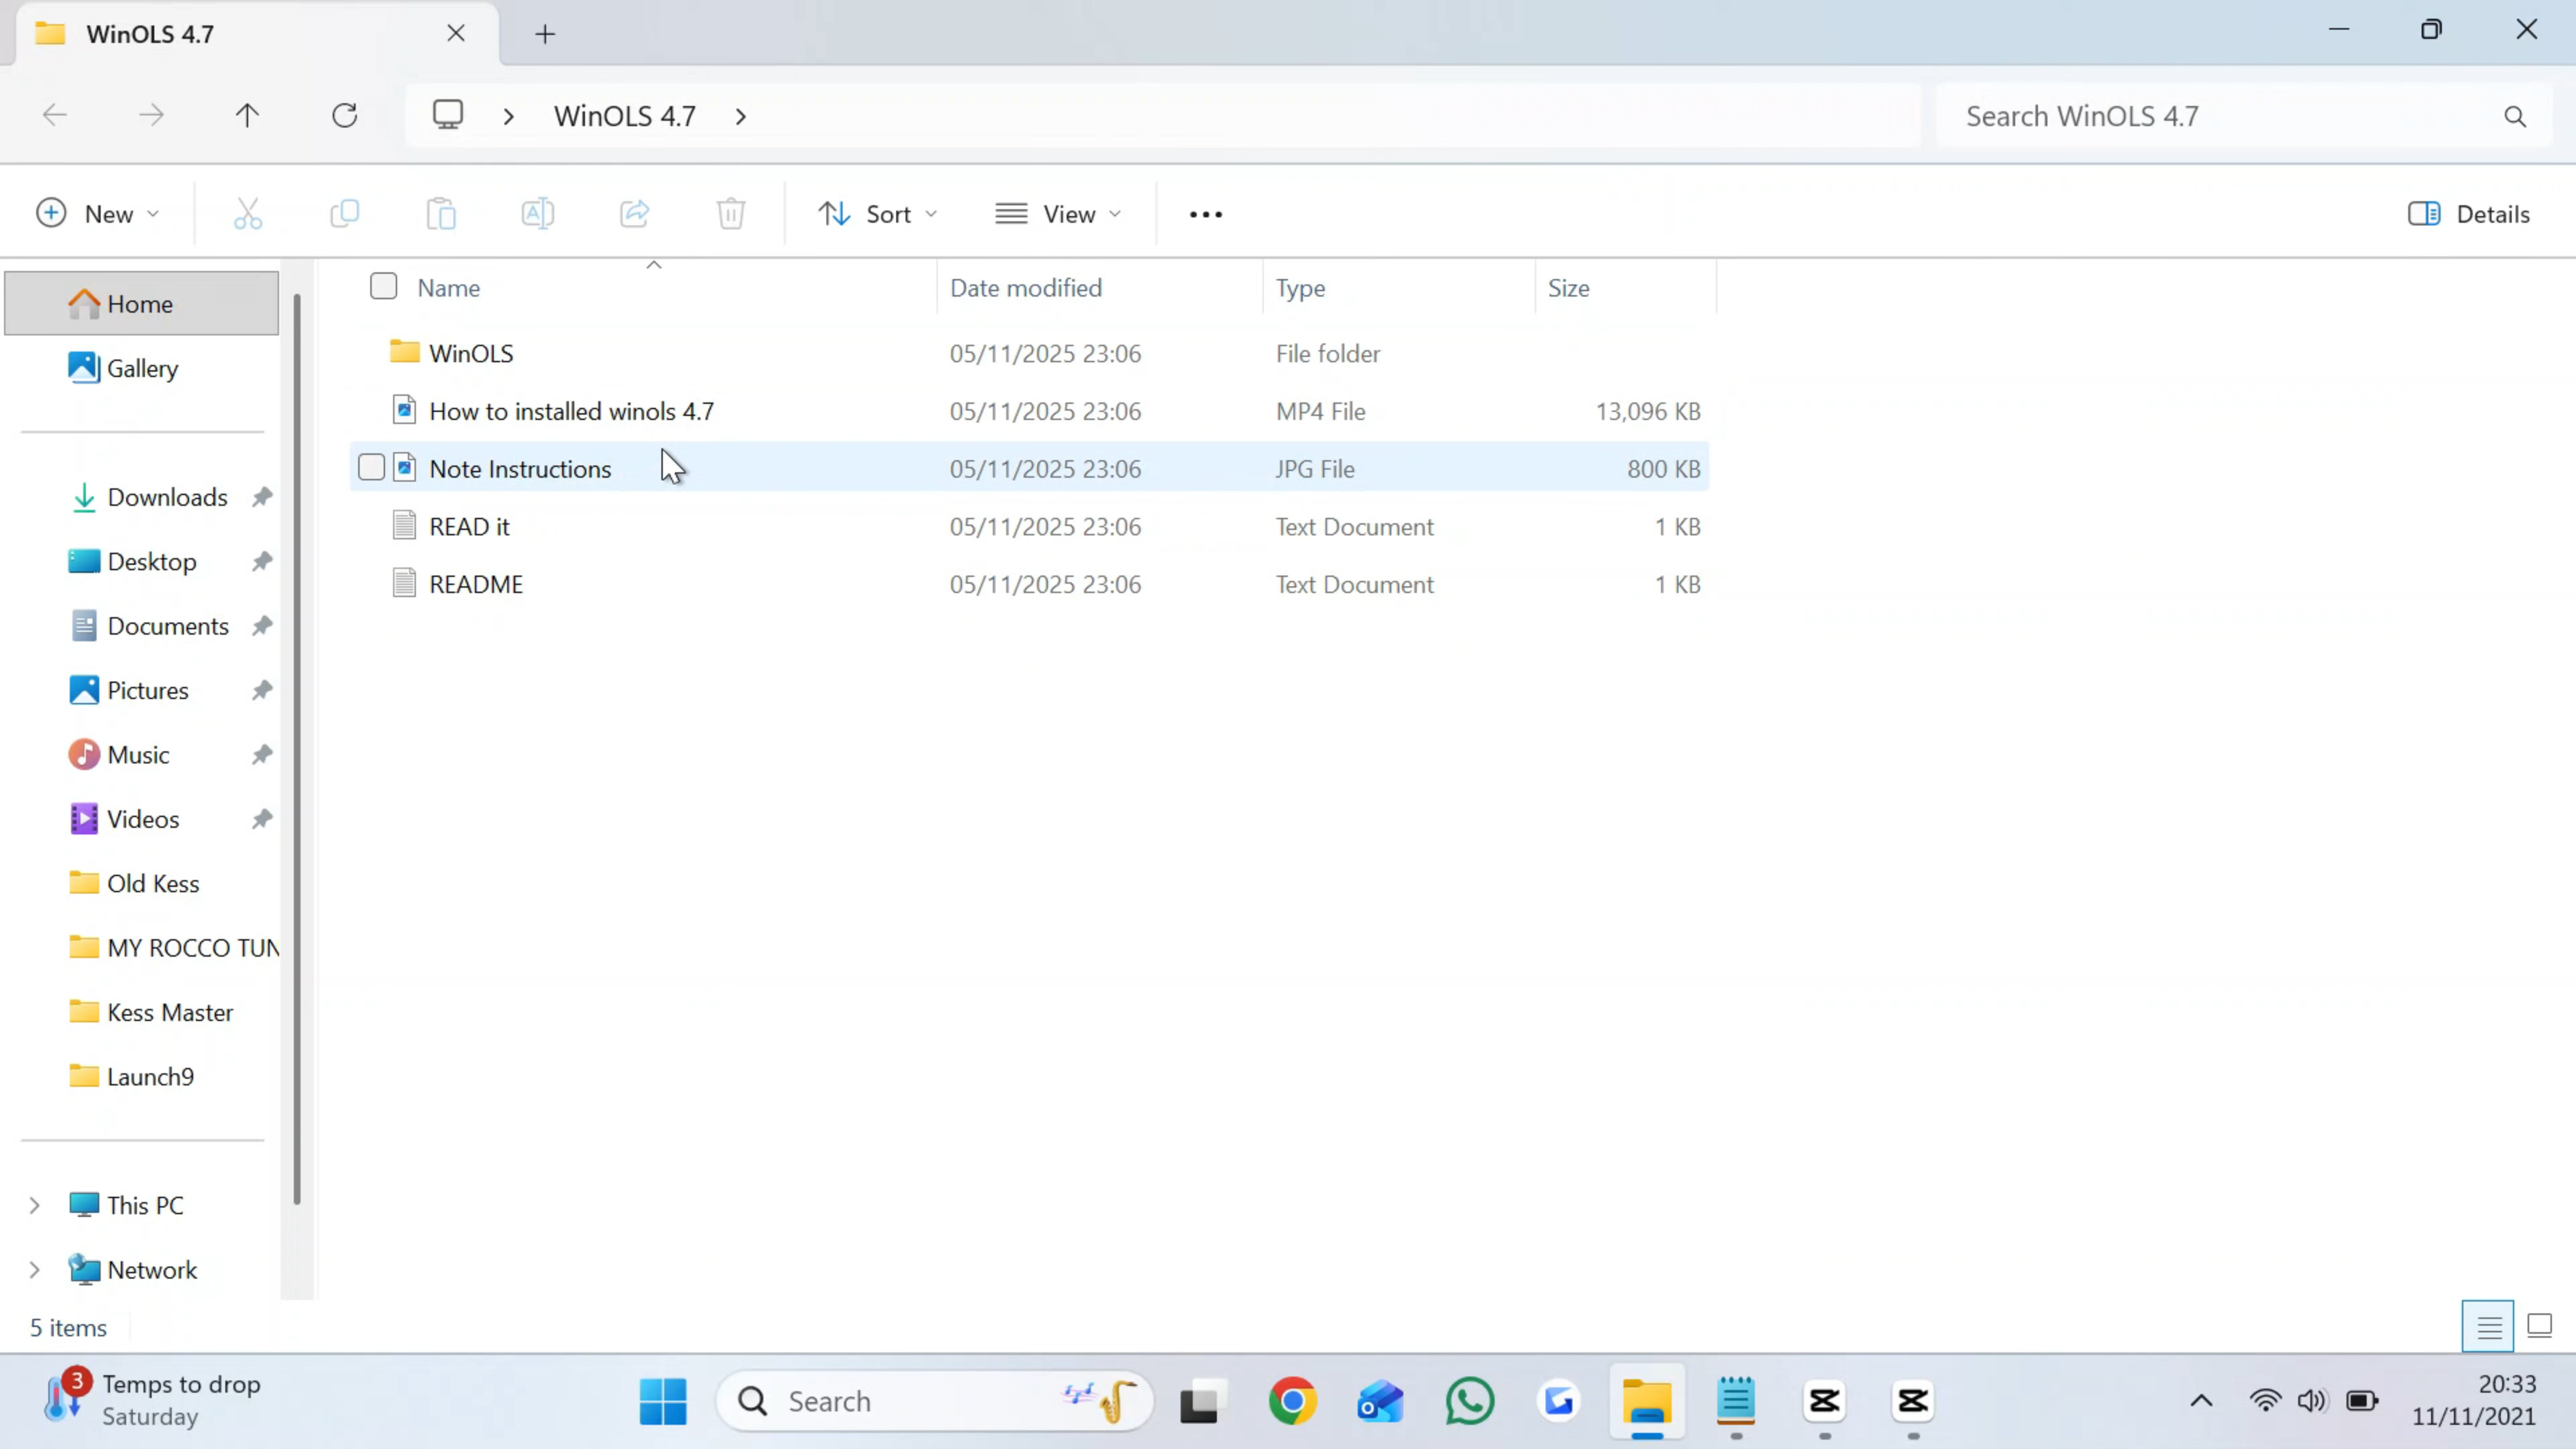 WinOLS 4.7
WinOLS 4.7
Search WinOLS 4.7
New
Sort
View
Details
Name
Date modified
Type
Size
WinOLS 05/11/2025 23:06 File folder
How to installed winols 4.7 05/11/2025 23:06 MP4 File 13,096 KB
Note Instructions 05/11/2025 23:06 JPG File 800 KB
READ it 05/11/2025 23:06 Text Document 1 KB
README 05/11/2025 23:06 Text Document 1 KB
Home
Gallery
Downloads
Desktop
Documents
Pictures
Music
Videos
Old Kess
MY ROCCO TUN
Kess Master
Launch9
This PC
Network
5 items
3
Temps to drop
Saturday
Search
20:33
11/11/2021